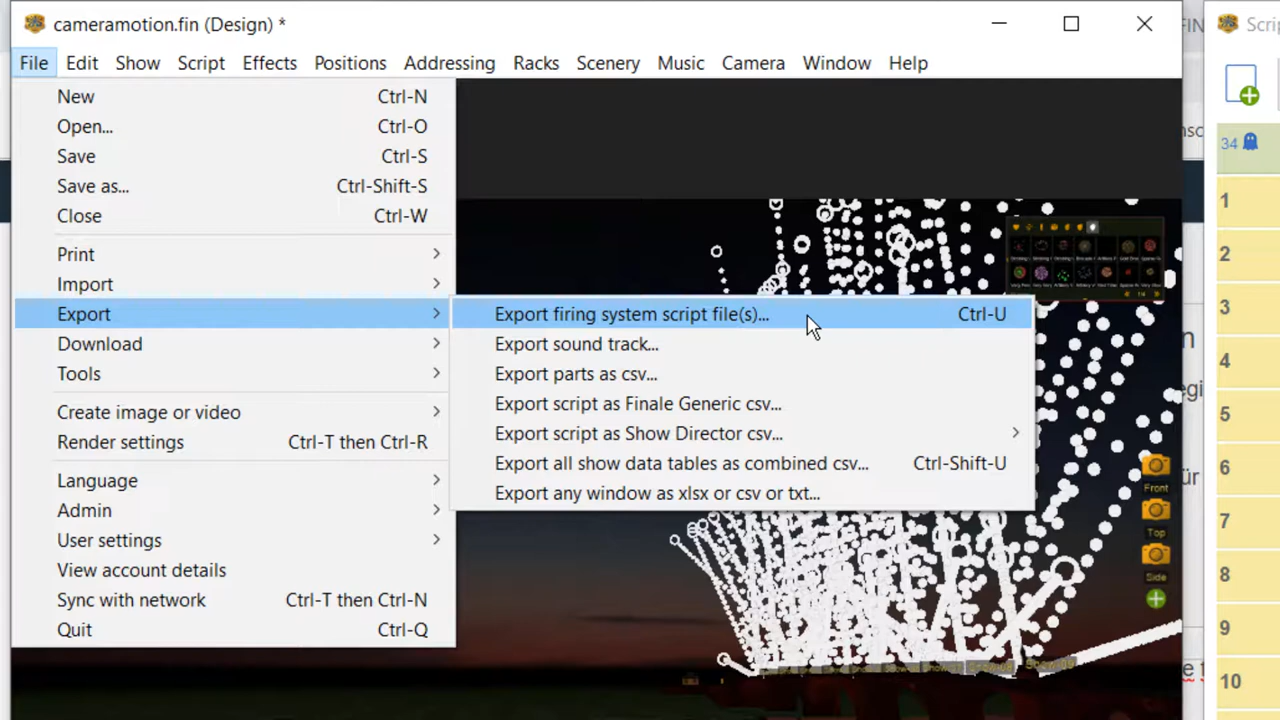 cameramotion.fin (Design) *
File Edit Show Script Effects Positions Addressing Racks Scenery Music Camera Window Help
New Ctrl-N
Open... Ctrl-O
Save Ctrl-S
Save as... Ctrl-Shift-S
Close Ctrl-W
Print
Import
Export
Download
Tools
Create image or video
Render settings Ctrl-T then Ctrl-R
Language
Admin
User settings
View account details
Sync with network Ctrl-T then Ctrl-N
Quit Ctrl-Q
Export firing system script file(s)... Ctrl-U
Export sound track...
Export parts as csv...
Export script as Finale Generic csv...
Export script as Show Director csv...
Export all show data tables as combined csv... Ctrl-Shift-U
Export any window as xlsx or csv or txt...
Front
Top
Side
34
1
2
3
4
5
6
7
8
9
10